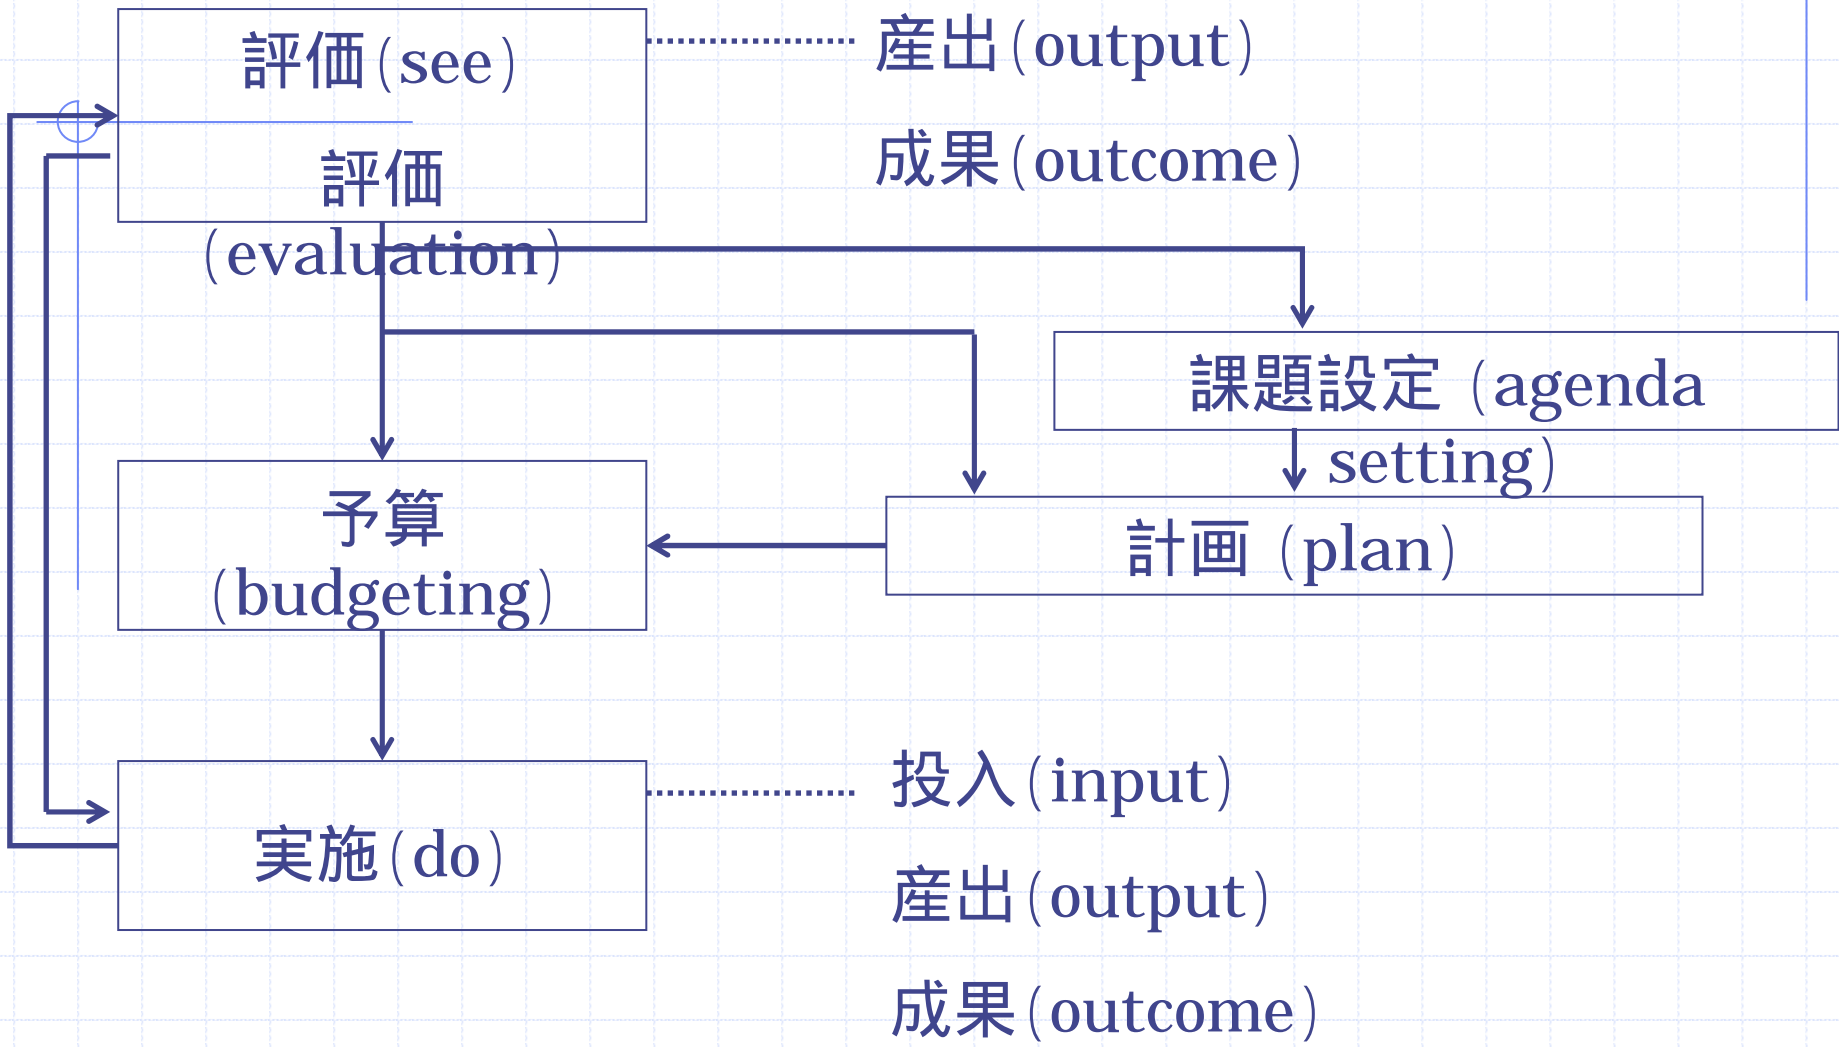 評価(see)
評価
(evaluation)
産出(output)
成果(outcome)
課題設定 (agenda
setting)
計画 (plan)
予算
(budgeting)
実施(do)
投入(input)
産出(output)
成果(outcome)